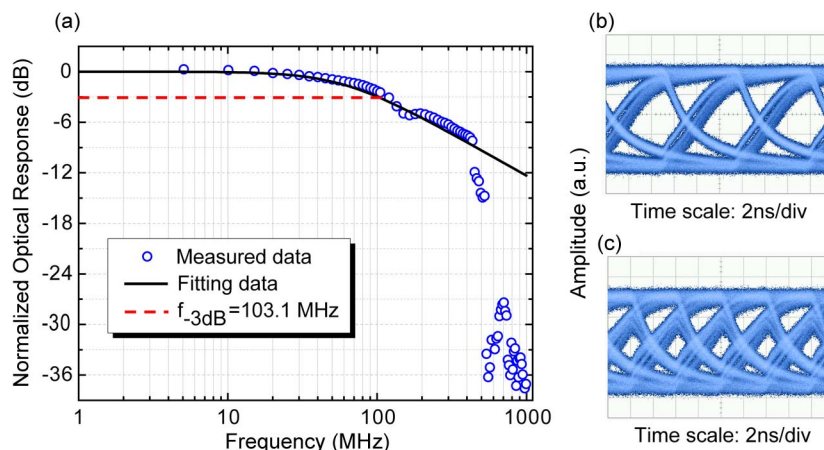 (a)
Normalized Optical Response (dB)
0
-6
-12
-18
-24
-30
-36
Measured data
Fitting data
f-3dB=103.1 MHz
1
10
100
1000
Frequency (MHz)
Amplitude (a.u.)
(b)
Time scale: 2ns/div
(c)
Time scale: 2ns/div